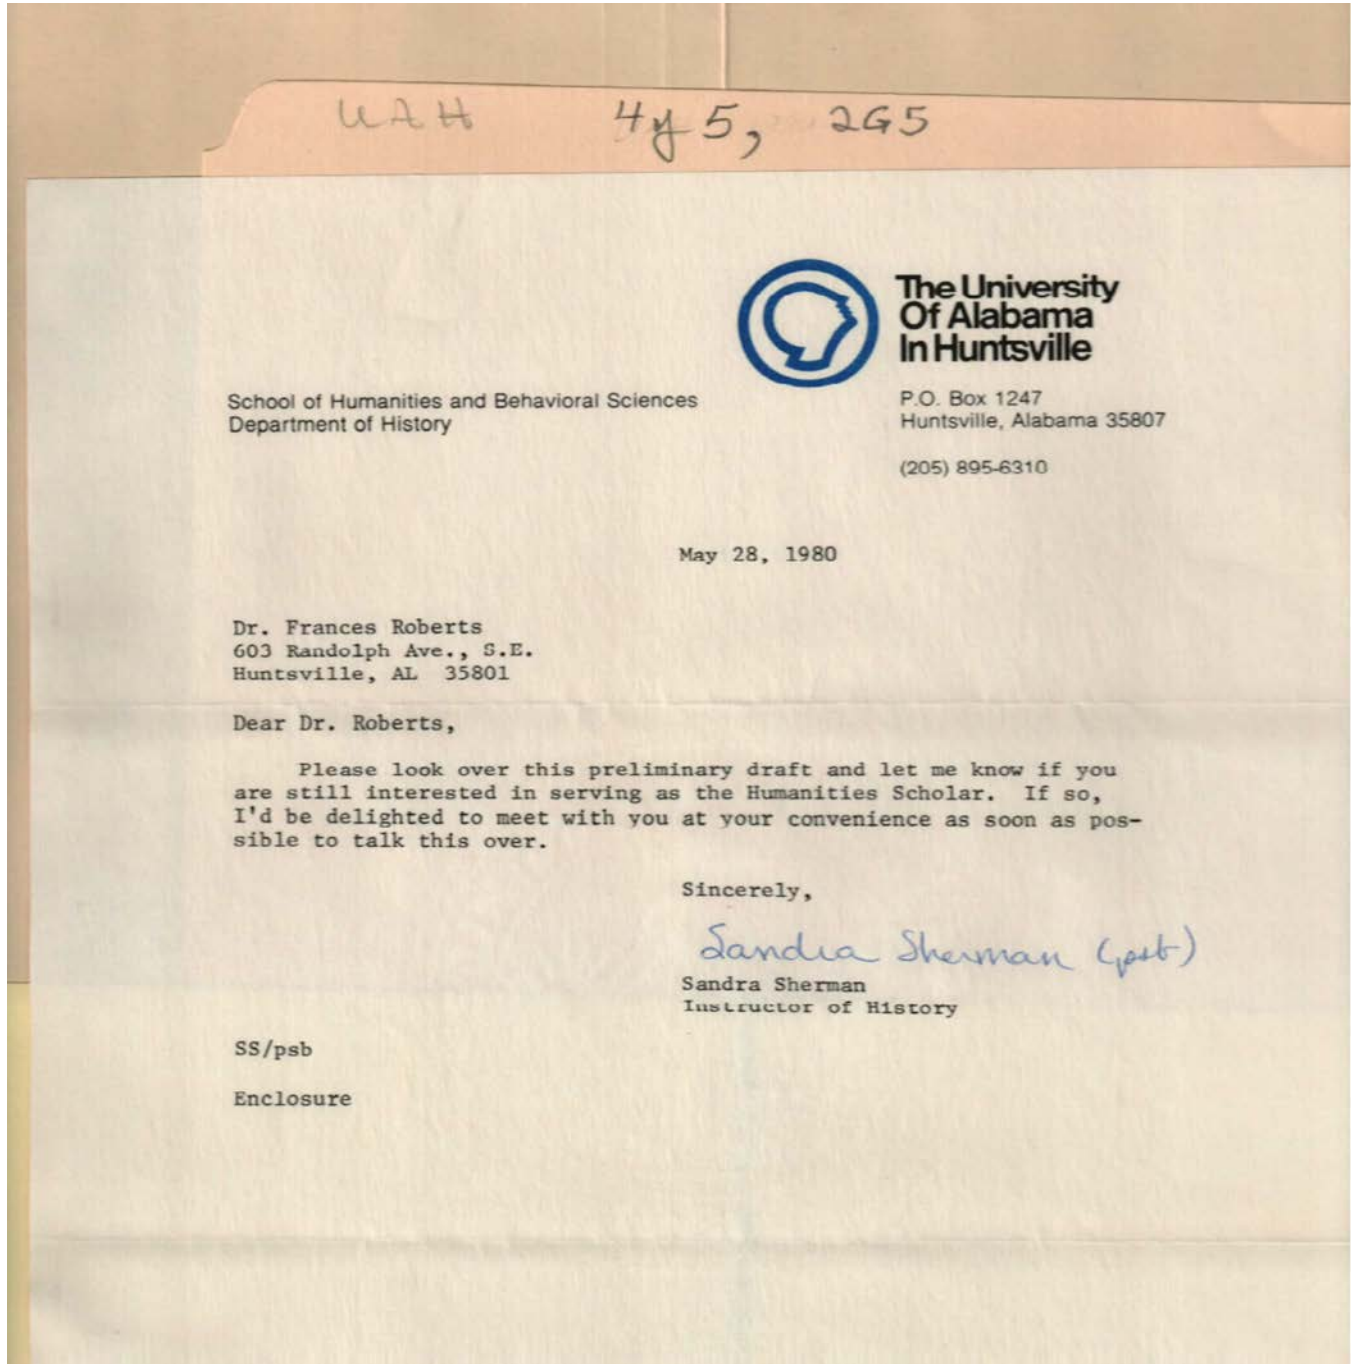 UAH 4y5, 2G5
The University
Of Alabama
In Huntsville
School of Humanities and Behavioral Sciences
Department of History
P.O. Box 1247
Huntsville, Alabama 35807
(205) 895-6310
May 28, 1980
Dr. Frances Roberts
603 Randolph Ave., S.E.
Huntsville, AL 35801
Dear Dr. Roberts,
Please look over this preliminary draft and let me know if you
are still interested in serving as the Humanities Scholar. If so,
I'd be delighted to meet with you at your convenience as soon as pos-
sible to talk this over.
Sincerely,
Sandra Sherman (psb)
Sandra Sherman
Instructor of History
SS/psb
Enclosure